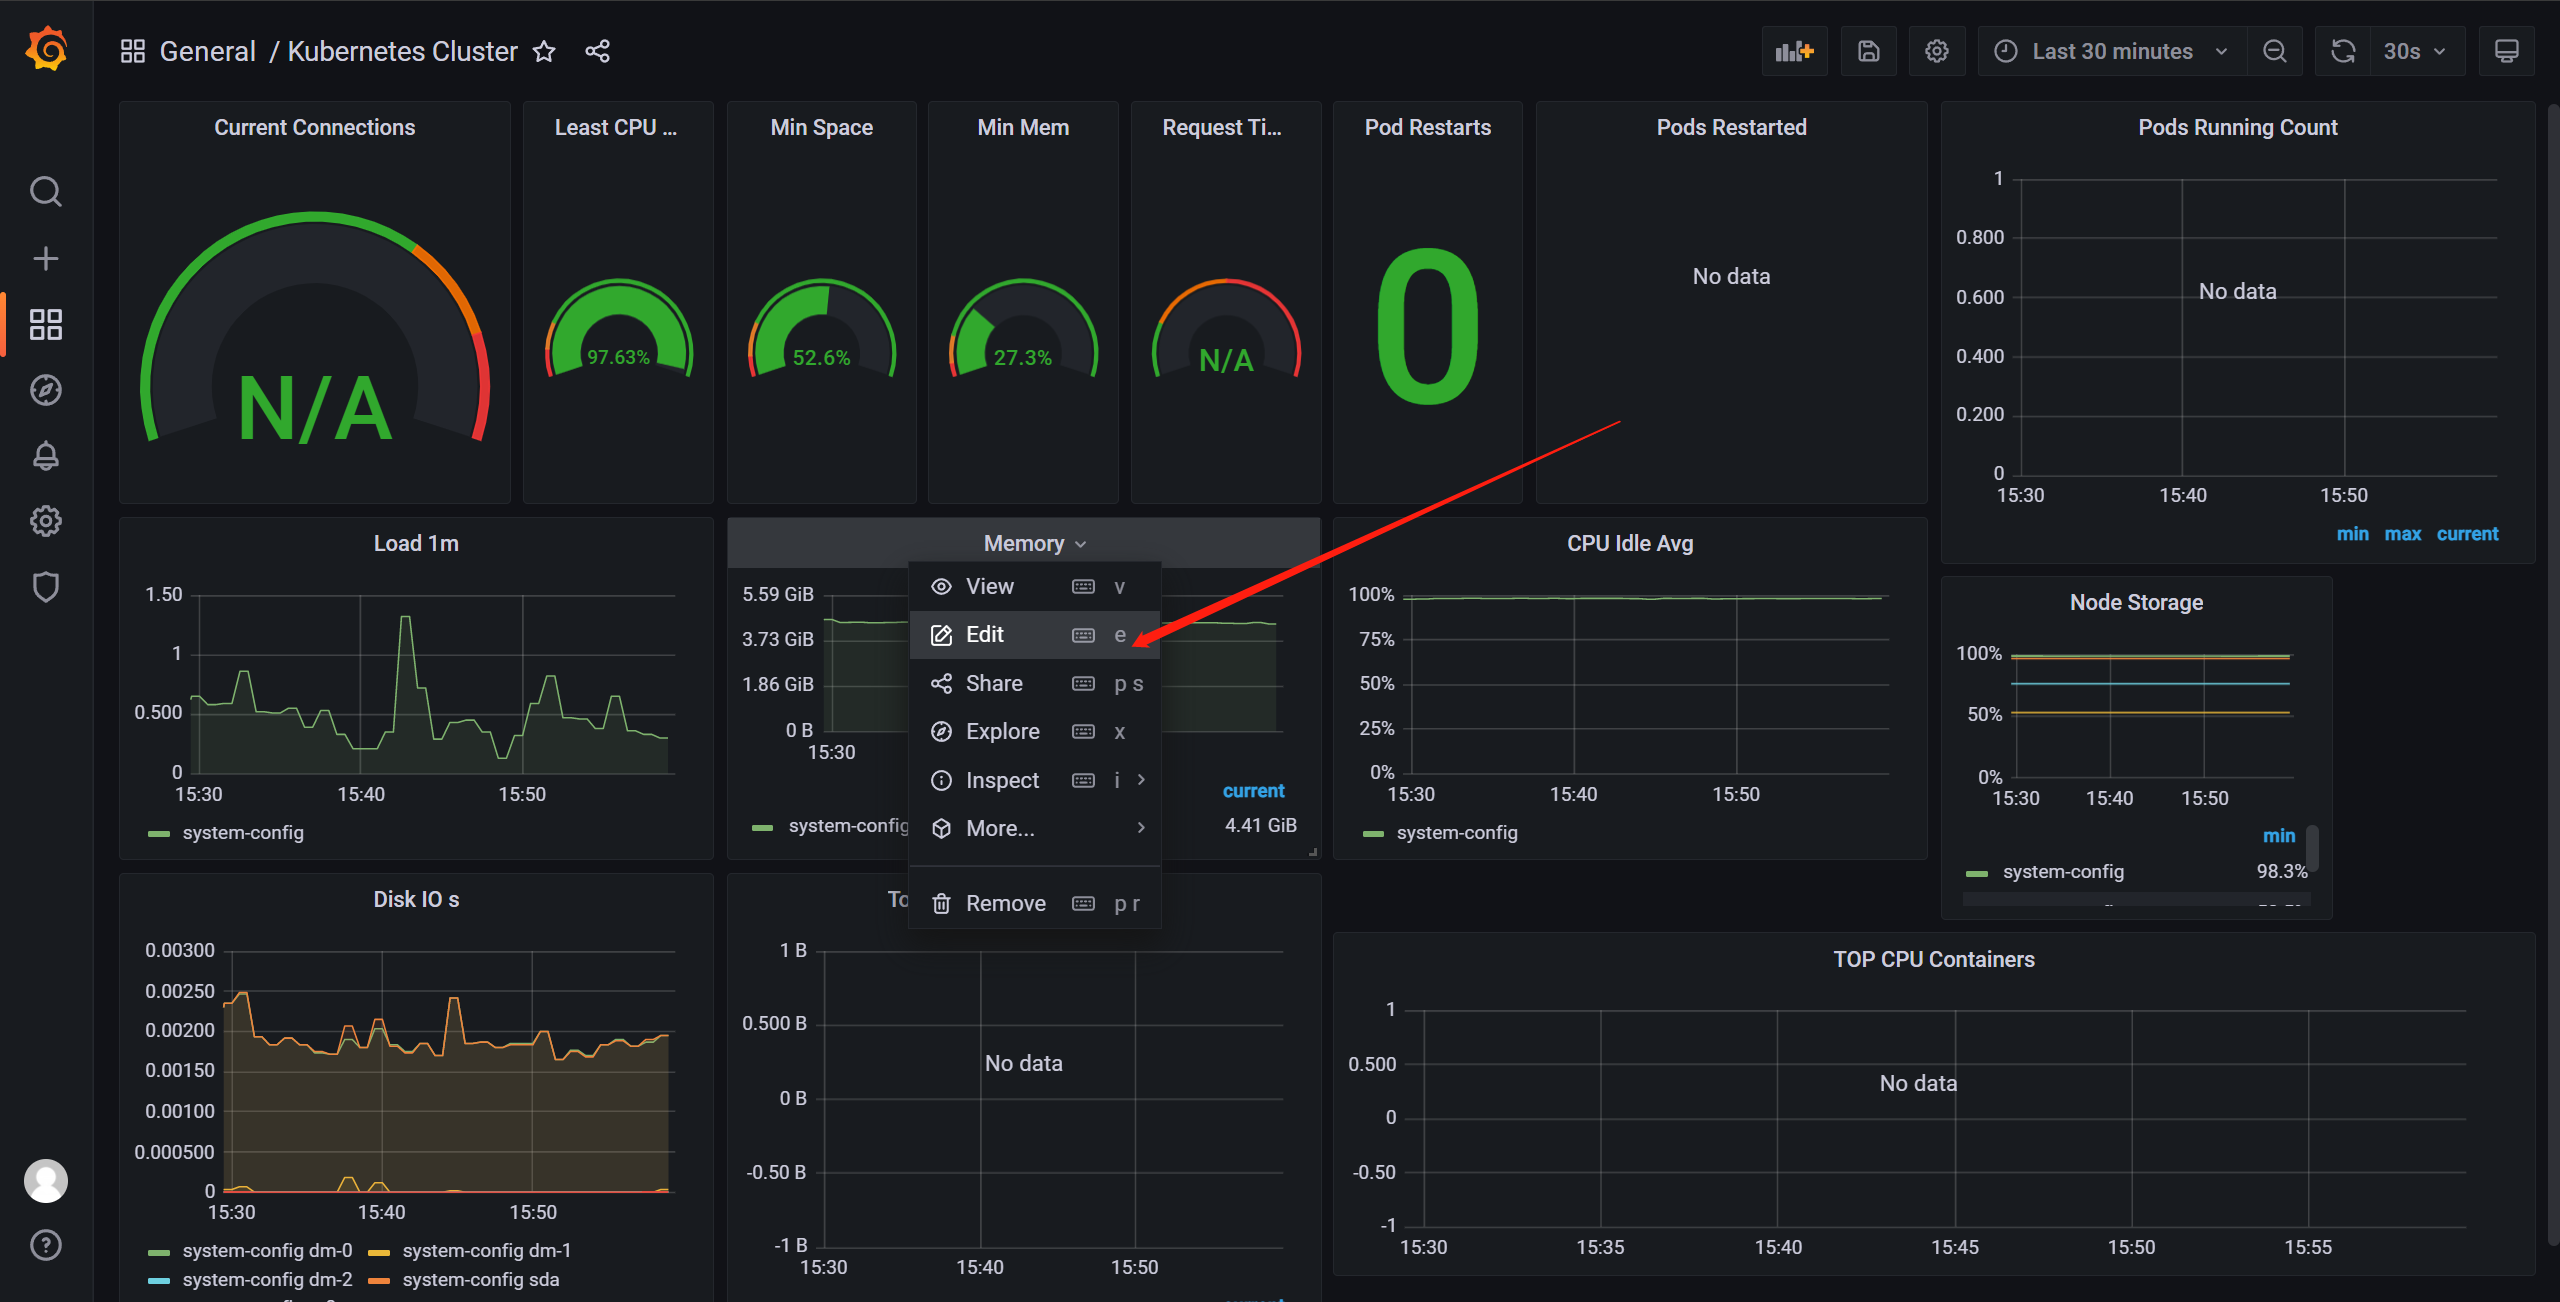 General / Kubernetes Cluster
Last 30 minutes
30s
Current Connections
N/A
Least CPU ...
97.63%
Min Space
52.6%
Min Mem
27.3%
Request Ti...
N/A
Pod Restarts
0
Pods Restarted
No data
Pods Running Count
1
0.800
0.600
0.400
0.200
0
No data
15:30 15:40 15:50
min max current
Load 1m
1.50
1
0.500
0
15:30 15:40 15:50
system-config
Memory
5.59 GiB
3.73 GiB
1.86 GiB
0 B
15:30
current
system-config 4.41 GiB
View v
Edit e
Share p s
Explore x
Inspect i
More...
Remove p r
CPU Idle Avg
100%
75%
50%
25%
0%
15:30 15:40 15:50
system-config
Node Storage
100%
50%
0%
15:30 15:40 15:50
min
system-config 98.3%
Disk IO s
0.00300
0.00250
0.00200
0.00150
0.00100
0.000500
0
15:30 15:40 15:50
system-config dm-0 system-config dm-1
system-config dm-2 system-config sda
To
1 B
0.500 B
0 B
-0.50 B
-1 B
No data
15:30 15:40 15:50
TOP CPU Containers
1
0.500
0
-0.50
-1
No data
15:30 15:35 15:40 15:45 15:50 15:55